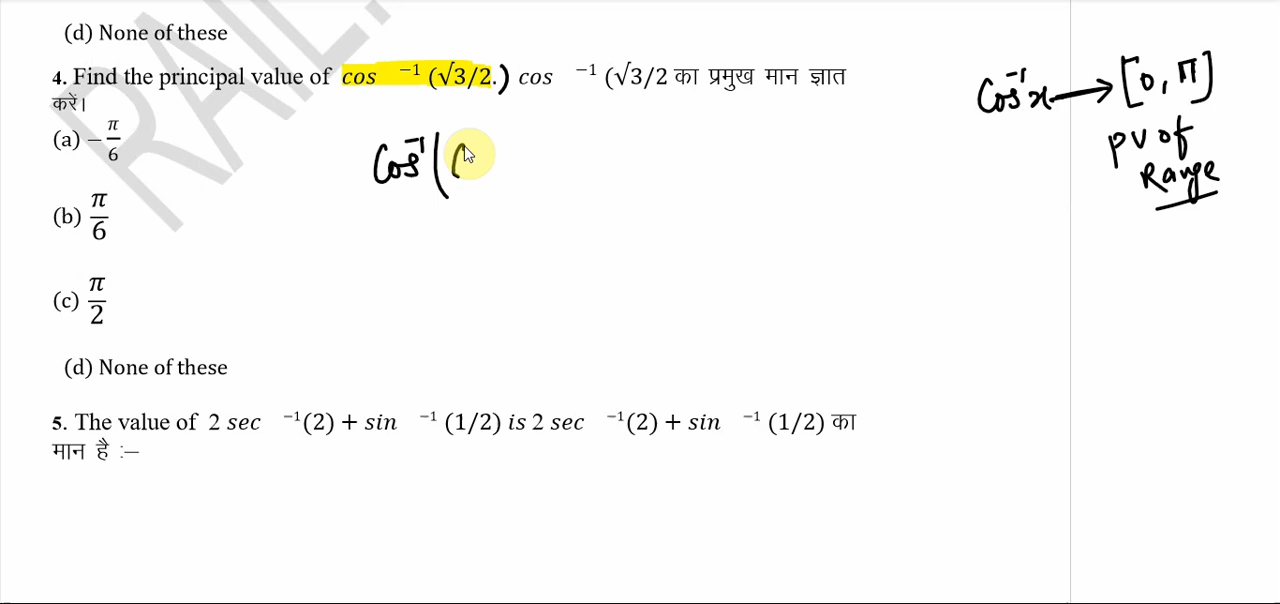 (d) None of these
4. Find the principal value of cos ⁻¹ (√3/2.) cos ⁻¹ (√3/2 का प्रमुख मान ज्ञात
करें।
(a) −π/6
(b) π/6
(c) π/2
(d) None of these
5. The value of 2 sec ⁻¹(2) + sin ⁻¹ (1/2) is 2 sec ⁻¹(2) + sin ⁻¹ (1/2) का
मान है :−
Cos⁻¹(
Cos⁻¹x → [0, π]
PV of
Range